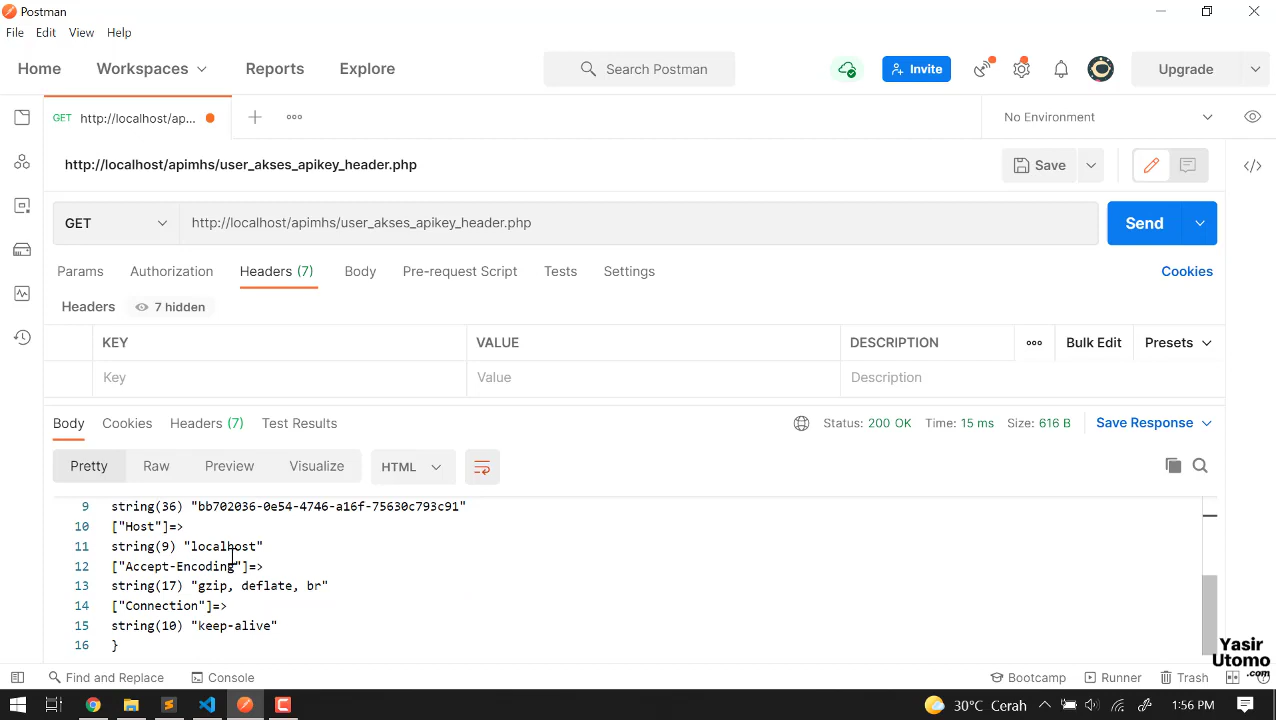 Postman
File Edit View Help
Home Workspaces Reports Explore Search Postman Invite Upgrade
GET http://localhost/ap... No Environment
http://localhost/apimhs/user_akses_apikey_header.php Save
GET http://localhost/apimhs/user_akses_apikey_header.php Send
Params Authorization Headers (7) Body Pre-request Script Tests Settings Cookies
Headers 7 hidden
KEY VALUE DESCRIPTION ooo Bulk Edit Presets
Key Value Description
Body Cookies Headers (7) Test Results Status: 200 OK Time: 15 ms Size: 616 B Save Response
Pretty Raw Preview Visualize HTML
9 string(36) "bb702036-0e54-4746-a16f-75630c793c91"
10 ["Host"]=>
11 string(9) "localhost"
12 ["Accept-Encoding"]=>
13 string(17) "gzip, deflate, br"
14 ["Connection"]=>
15 string(10) "keep-alive"
16 }
Yasir
Utomo
.com
Find and Replace Console Bootcamp Runner Trash
30°C Cerah 1:56 PM